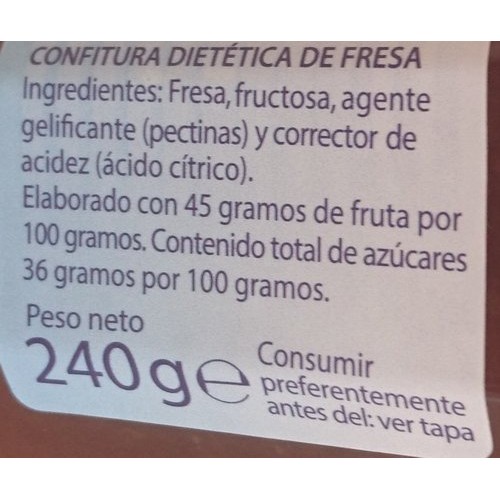 CONFITURA DIETÉTICA DE FRESA
Ingredientes: Fresa, fructosa, agente
gelificante (pectinas) y corrector de
acidez (ácido cítrico).
Elaborado con 45 gramos de fruta por
100 gramos. Contenido total de azúcares
36 gramos por 100 gramos.
Peso neto
240g℮
Consumir
preferentemente
antes del: ver tapa